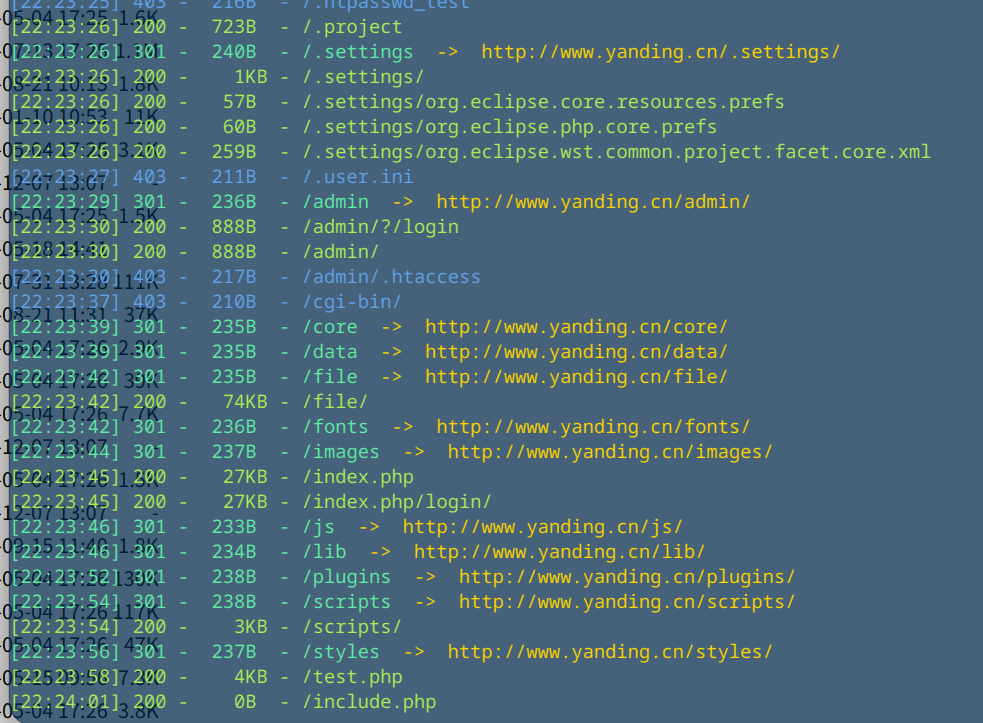 [22:23:25] 403 - 216B - /.htpasswd_test
[22:23:26] 200 - 723B - /.project
[22:23:26] 301 - 240B - /.settings -> http://www.yanding.cn/.settings/
[22:23:26] 200 - 1KB - /.settings/
[22:23:26] 200 - 57B - /.settings/org.eclipse.core.resources.prefs
[22:23:26] 200 - 60B - /.settings/org.eclipse.php.core.prefs
[22:23:26] 200 - 259B - /.settings/org.eclipse.wst.common.project.facet.core.xml
[22:23:27] 403 - 211B - /.user.ini
[22:23:29] 301 - 236B - /admin -> http://www.yanding.cn/admin/
[22:23:30] 200 - 888B - /admin/?/login
[22:23:30] 200 - 888B - /admin/
[22:23:30] 403 - 217B - /admin/.htaccess
[22:23:37] 403 - 210B - /cgi-bin/
[22:23:39] 301 - 235B - /core -> http://www.yanding.cn/core/
[22:23:39] 301 - 235B - /data -> http://www.yanding.cn/data/
[22:23:42] 301 - 235B - /file -> http://www.yanding.cn/file/
[22:23:42] 200 - 74KB - /file/
[22:23:42] 301 - 236B - /fonts -> http://www.yanding.cn/fonts/
[22:23:44] 301 - 237B - /images -> http://www.yanding.cn/images/
[22:23:45] 200 - 27KB - /index.php
[22:23:45] 200 - 27KB - /index.php/login/
[22:23:46] 301 - 233B - /js -> http://www.yanding.cn/js/
[22:23:46] 301 - 234B - /lib -> http://www.yanding.cn/lib/
[22:23:52] 301 - 238B - /plugins -> http://www.yanding.cn/plugins/
[22:23:54] 301 - 238B - /scripts -> http://www.yanding.cn/scripts/
[22:23:54] 200 - 3KB - /scripts/
[22:23:56] 301 - 237B - /styles -> http://www.yanding.cn/styles/
[22:23:58] 200 - 4KB - /test.php
[22:24:01] 200 - 0B - /include.php